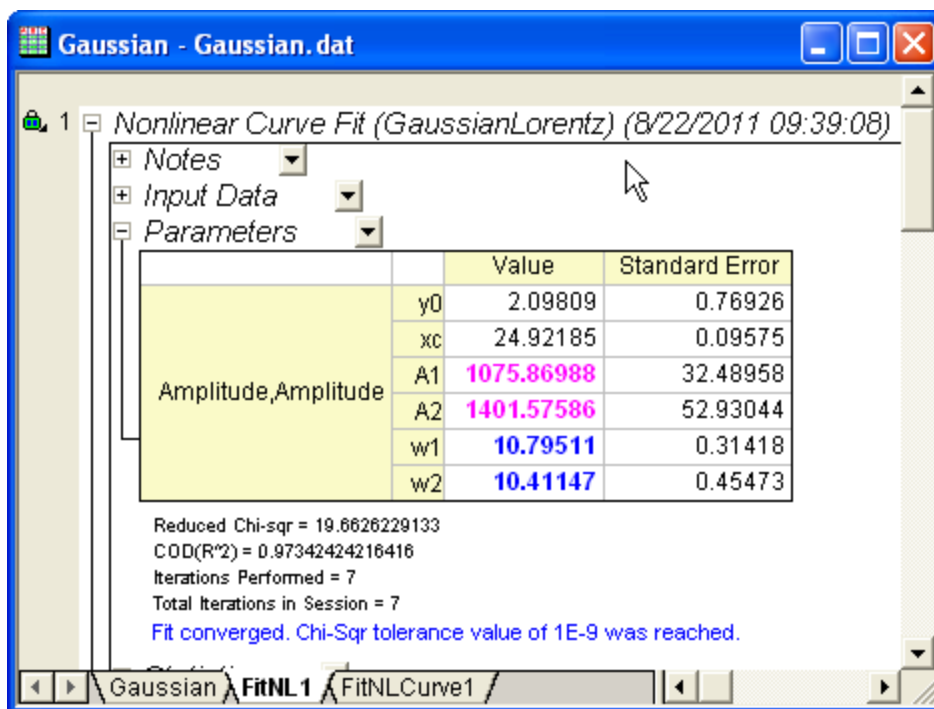 Gaussian - Gaussian.dat
1 Nonlinear Curve Fit (GaussianLorentz) (8/22/2011 09:39:08)
Notes
Input Data
Parameters
Value Standard Error
y0 2.09809 0.76926
xc 24.92185 0.09575
Amplitude,Amplitude A1 1075.86988 32.48958
A2 1401.57586 52.93044
w1 10.79511 0.31418
w2 10.41147 0.45473
Reduced Chi-sqr = 19.6626229133
COD(R^2) = 0.97342424216416
Iterations Performed = 7
Total Iterations in Session = 7
Fit converged. Chi-Sqr tolerance value of 1E-9 was reached.
Gaussian FitNL1 FitNLCurve1